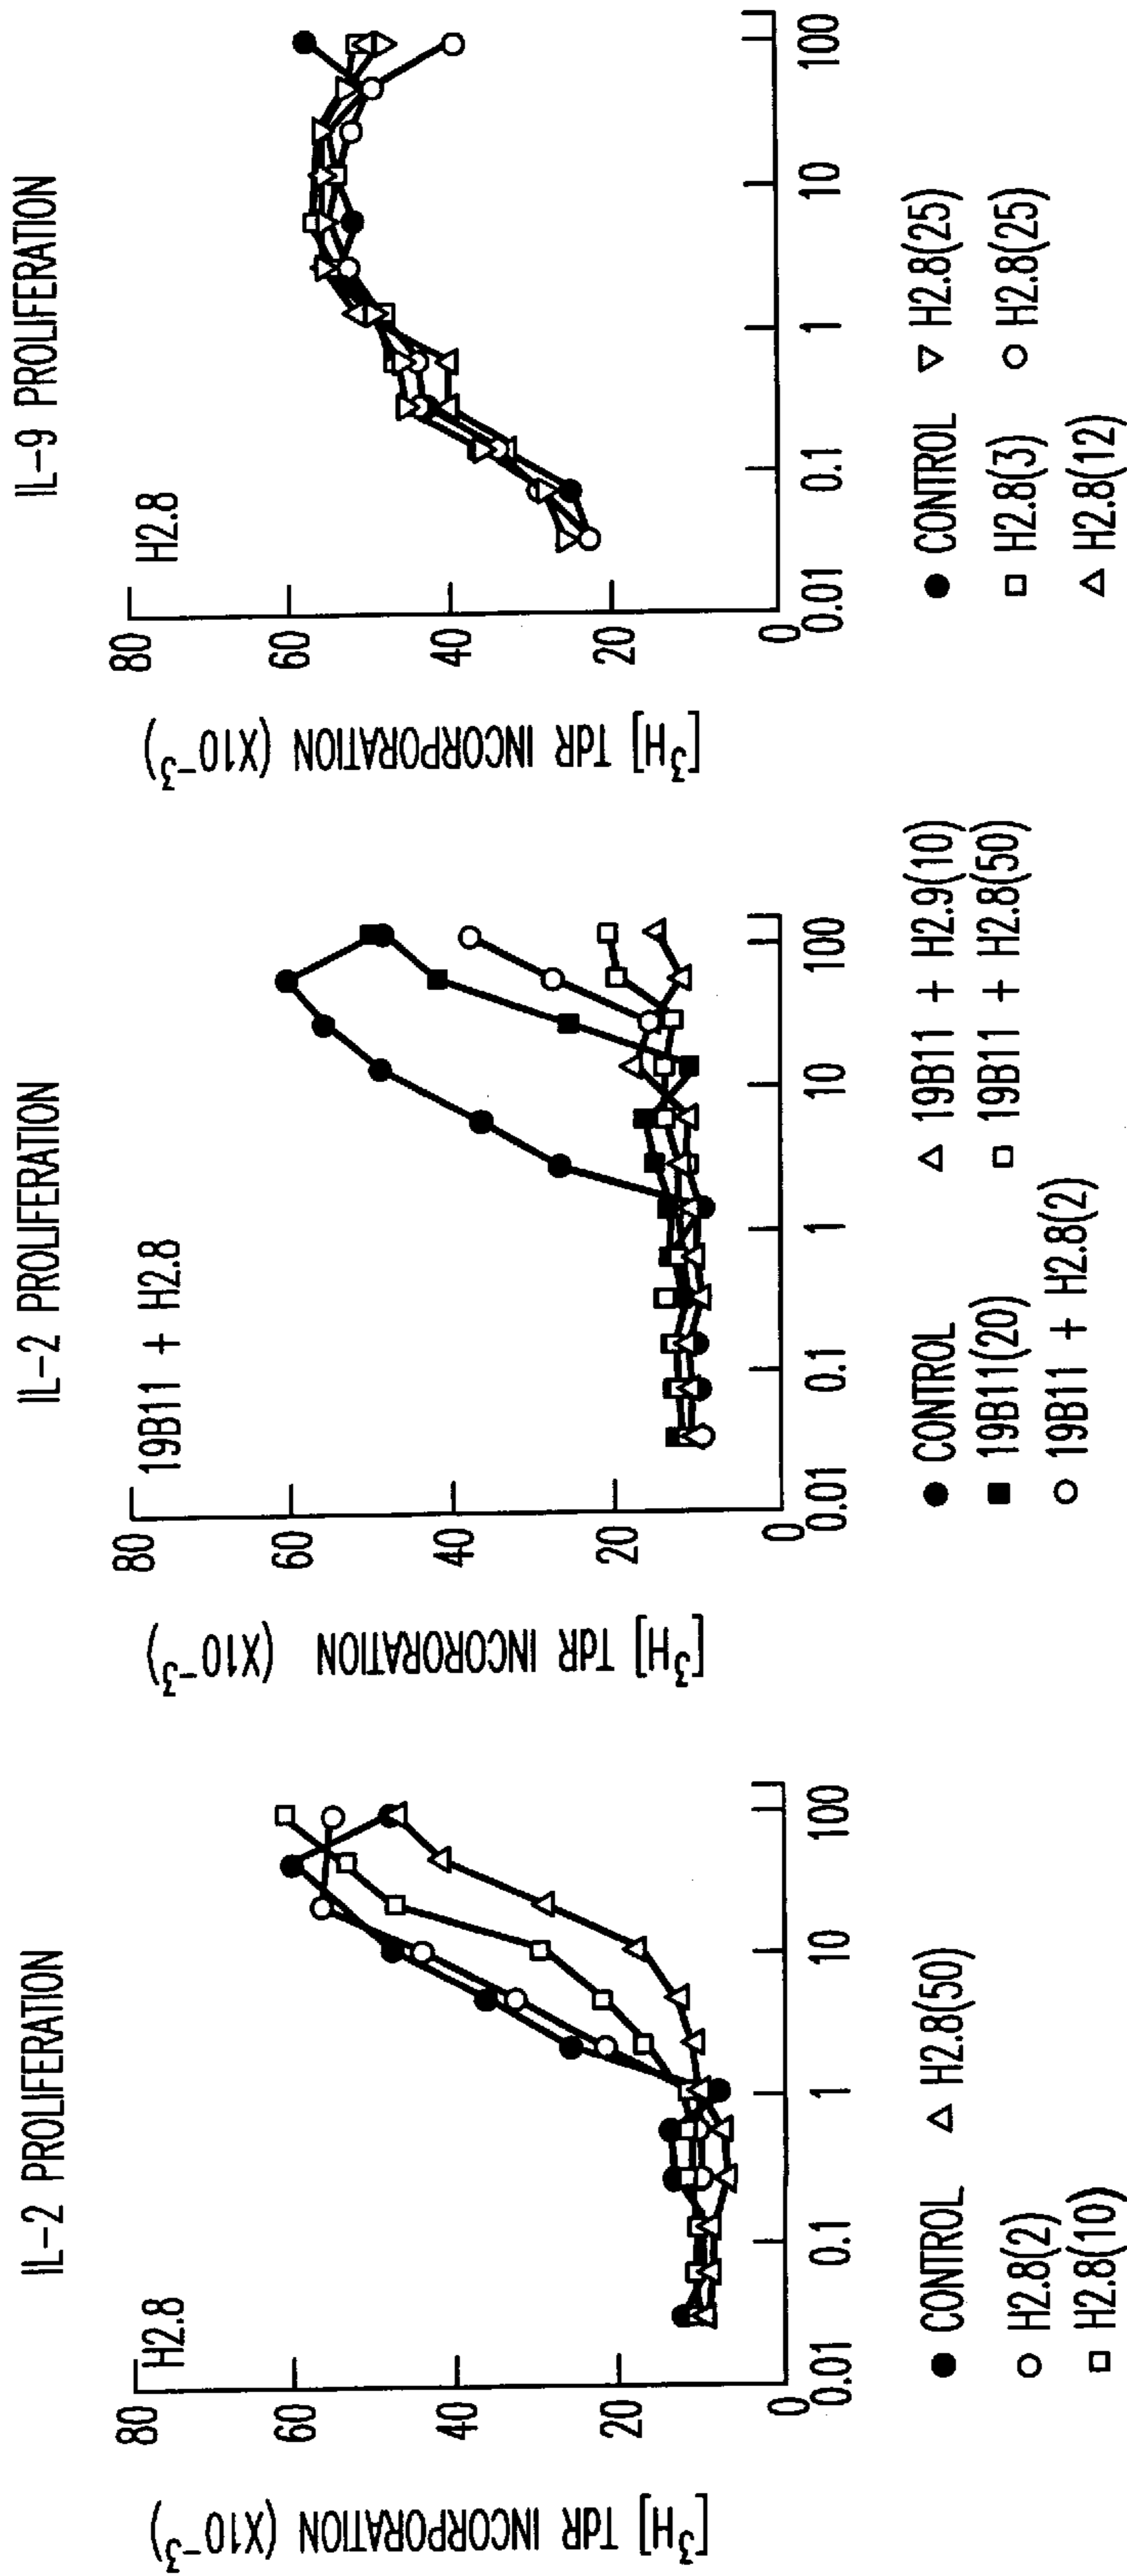 IL-2 PROLIFERATION
H2.8
80
60
40
20
0
[³H] TdR INCORPORATION (X10⁻³)
0.01
0.1
1
10
100
● CONTROL
△ H2.8(50)
○ H2.8(2)
□ H2.8(10)
IL-2 PROLIFERATION
19B11 + H2.8
80
60
40
20
0
[³H] TdR INCORORATION (X10⁻³)
0.01
0.1
1
10
100
● CONTROL
△ 19B11 + H2.9(10)
■ 19B11(20)
□ 19B11 + H2.8(50)
○ 19B11 + H2.8(2)
IL-9 PROLIFERATION
H2.8
80
60
40
20
0
[³H] TdR INCORPORATION (X10⁻³)
0.01
0.1
1
10
100
● CONTROL
▽ H2.8(25)
□ H2.8(3)
○ H2.8(25)
△ H2.8(12)